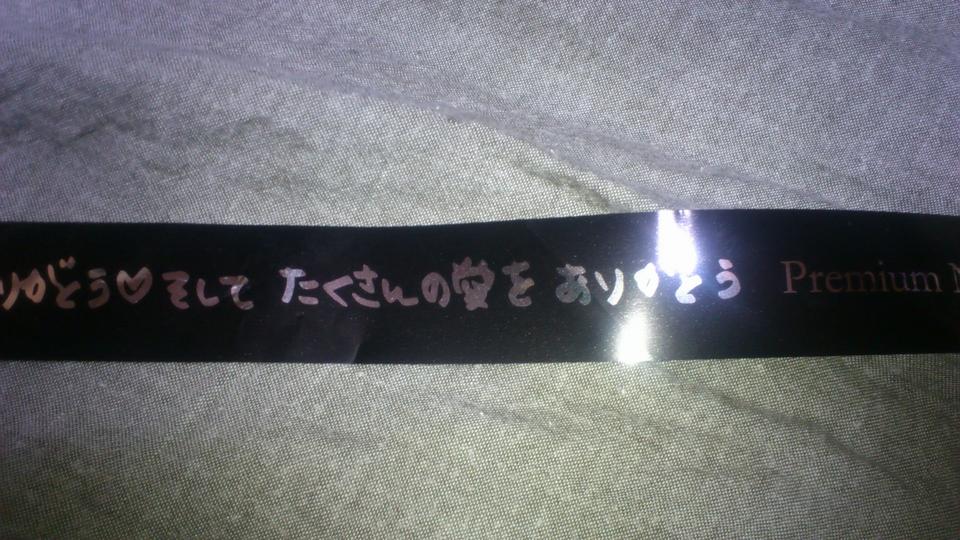 りがとう♡そして たくさんの愛を ありがとう Premium